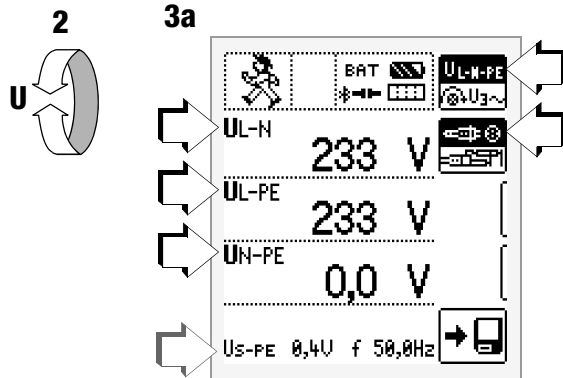 2
3a
U
BAT
UL-N-PE
U3~
UL-N
233 V
UL-PE
233 V
UN-PE
0,0 V
US-PE 0,4V f 50,0Hz